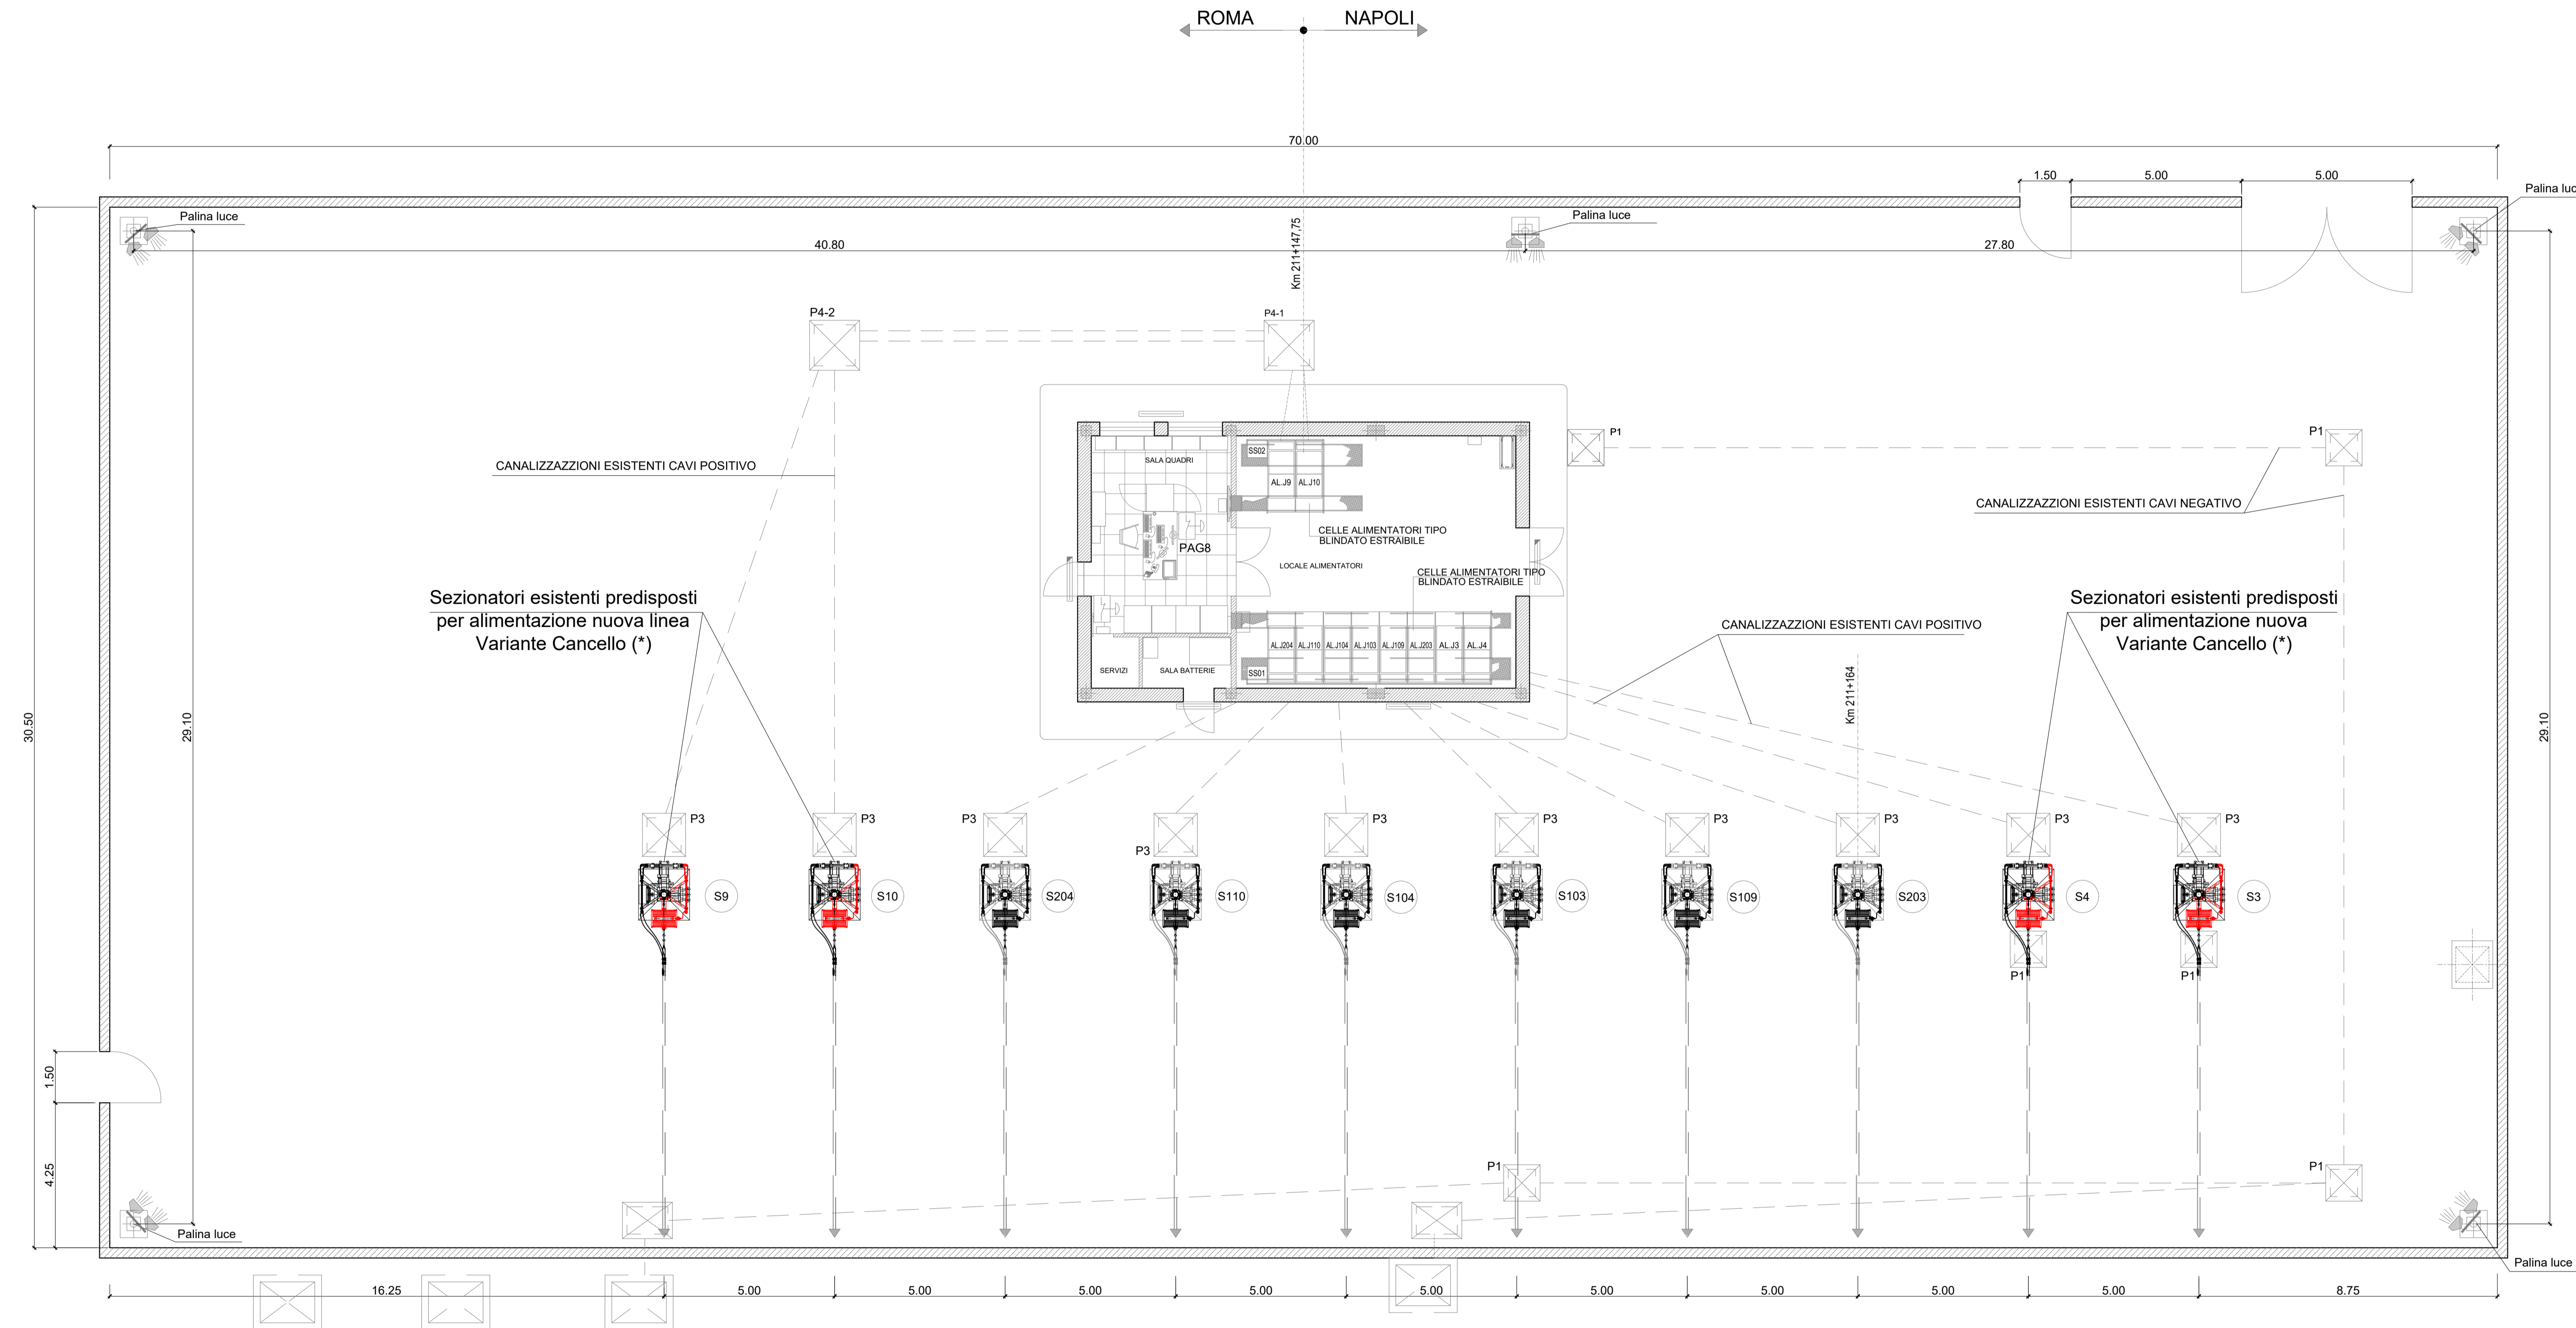 ROMA
NAPOLI
70.00
1.50
5.00
5.00
Palina luce
Palina luce
Palina luc
40.80
27.80
Km 211+147,75
P4-2
P4-1
P1
P1
CANALIZZAZZIONI ESISTENTI CAVI POSITIVO
SALA QUADRI
SS02
AL.J9
AL.J10
CANALIZZAZZIONI ESISTENTI CAVI NEGATIVO
CELLE ALIMENTATORI TIPO
BLINDATO ESTRAIBILE
PAG8
LOCALE ALIMENTATORI
CELLE ALIMENTATORI TIPO
BLINDATO ESTRAIBILE
Sezionatori esistenti predisposti
per alimentazione nuova linea
Variante Cancello (*)
Sezionatori esistenti predisposti
per alimentazione nuova
Variante Cancello (*)
CANALIZZAZZIONI ESISTENTI CAVI POSITIVO
AL.J204
AL.J110
AL.J104
AL.J103
AL.J109
AL.J203
AL.J3
AL.J4
SERVIZI
SALA BATTERIE
SS01
Km 211+164
30.50
29.10
29.10
P3
P3
P3
P3
P3
P3
P3
P3
P3
P3
S9
S10
S204
S110
S104
S103
S109
S203
S4
S3
P1
P1
1.50
4.25
P1
P1
Palina luce
Palina luce
16.25
5.00
5.00
5.00
5.00
5.00
5.00
5.00
5.00
5.00
8.75